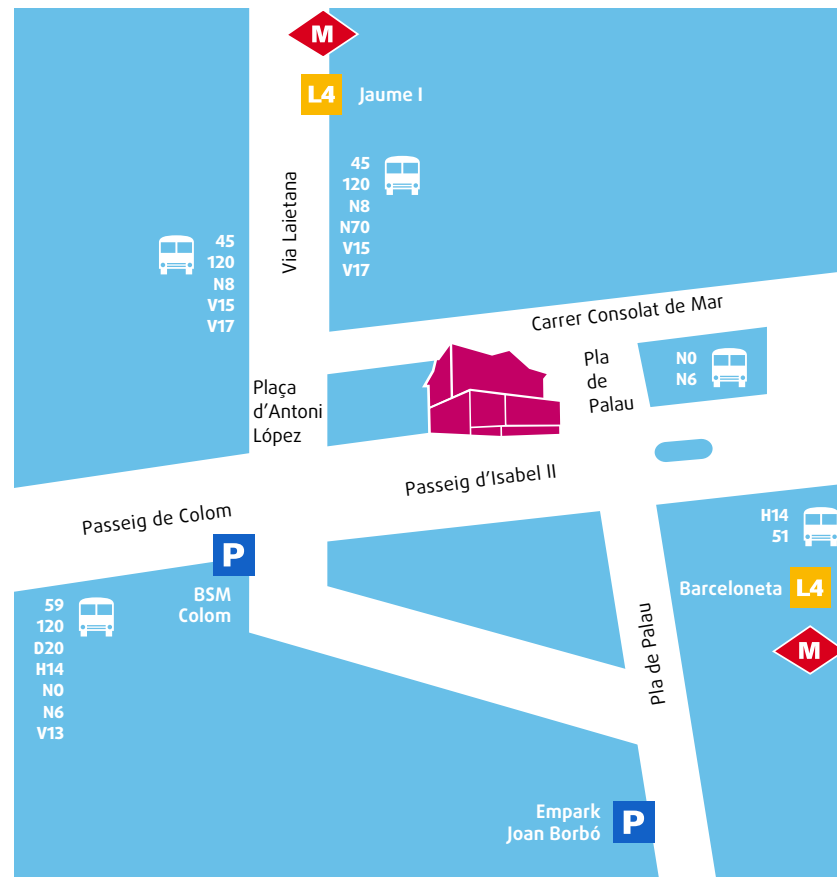 M
L4 Jaume I
45
120
N8
N70
V15
V17
Via Laietana
45
120
N8
V15
V17
Carrer Consolat de Mar
Pla
de
Palau
N0
N6
Plaça
d'Antoni
López
Passeig d'Isabel II
Passeig de Colom
H14
51
P
BSM
Colom
Barceloneta L4
M
59
120
D20
H14
N0
N6
V13
Pla de Palau
Empark
Joan Borbó
P